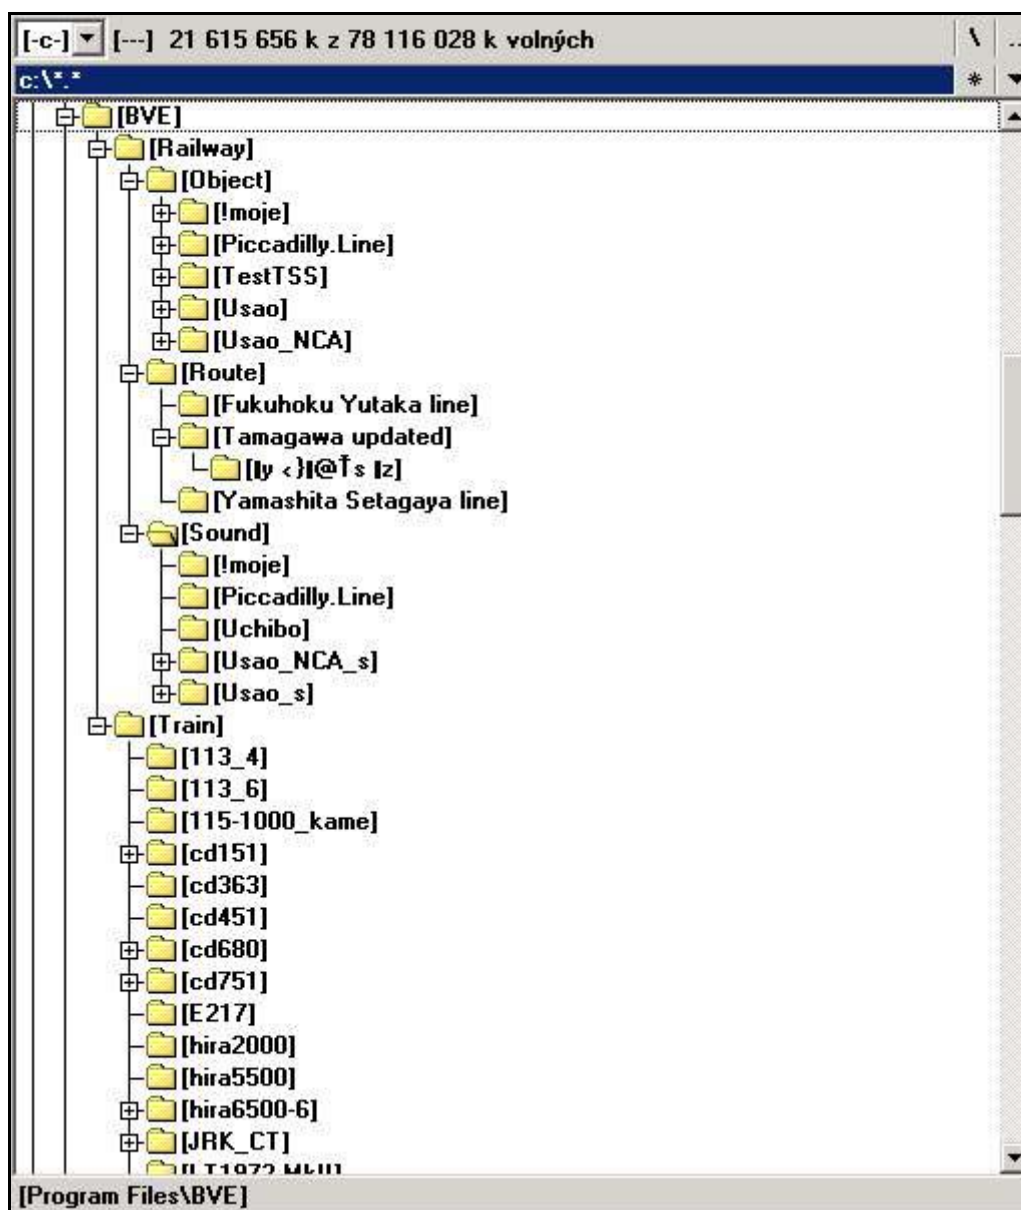 [-c-] [---] 21 615 656 k z 78 116 028 k volných \ ..
c:\*.* *
[BVE]
[Railway]
[Object]
[!moje]
[Piccadilly.Line]
[TestTSS]
[Usao]
[Usao_NCA]
[Route]
[Fukuhoku Yutaka line]
[Tamagawa updated]
[Yamashita Setagaya line]
[Sound]
[!moje]
[Piccadilly.Line]
[Uchibo]
[Usao_NCA_s]
[Usao_s]
[Train]
[113_4]
[113_6]
[115-1000_kame]
[cd151]
[cd363]
[cd451]
[cd680]
[cd751]
[E217]
[hira2000]
[hira5500]
[hira6500-6]
[JRK_CT]
[Program Files\BVE]